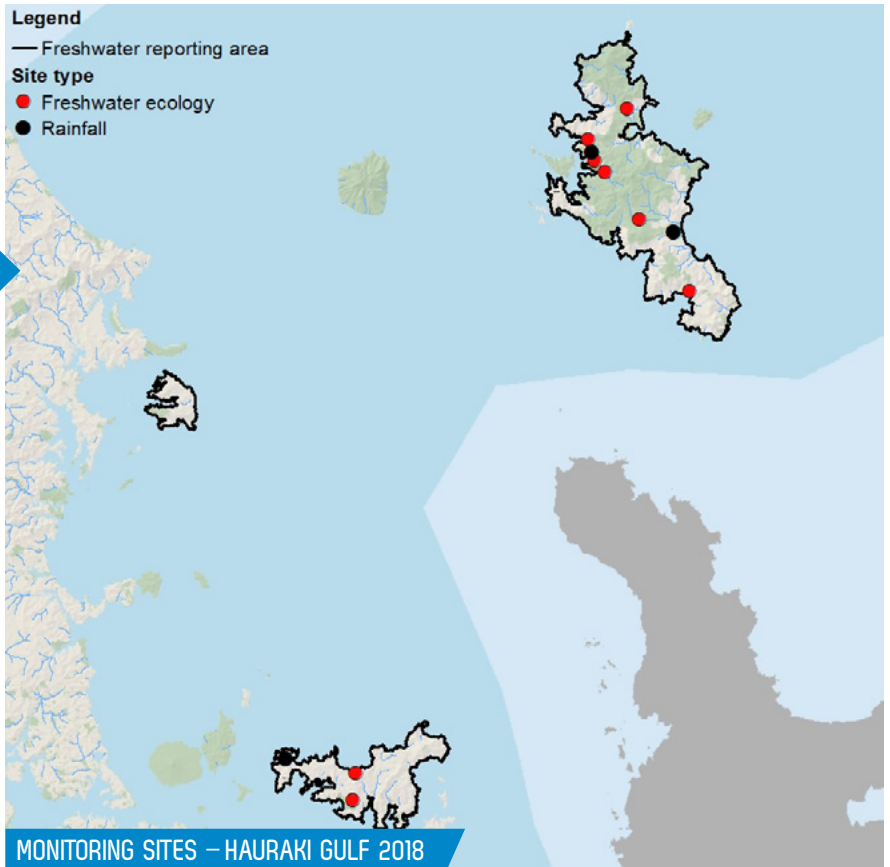 Legend
Freshwater reporting area
Site type
Freshwater ecology
Rainfall
MONITORING SITES – HAURAKI GULF 2018